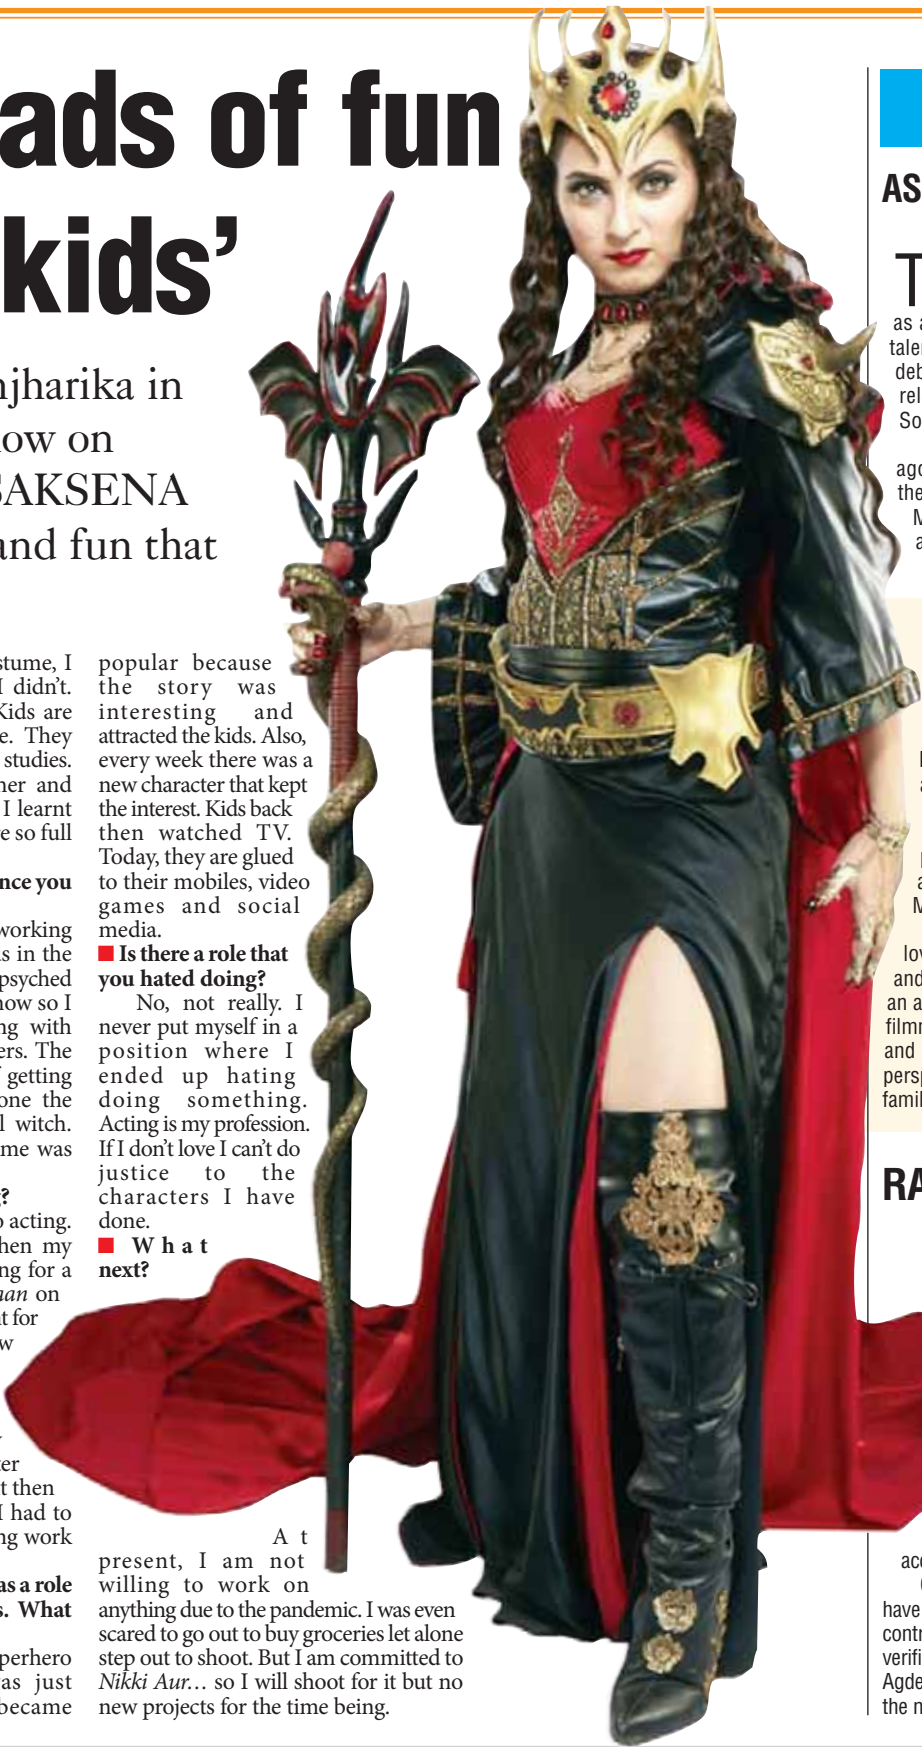 ads of fun
kids’
njharika in
ow on
SAKSENA
and fun that
stume, I
I didn’t.
Kids are
e. They
studies.
her and
I learnt
e so full
nce you
working
s in the
psyched
now so I
ng with
ers. The
getting
one the
l witch.
me was
?
o acting.
hen my
ng for a
aan on
t for
w
er
t then
I had to
ng work
as a role
s. What
perhero
as just
became
popular because
the story was
interesting and
attracted the kids. Also,
every week there was a
new character that kept
the interest. Kids back
then watched TV.
Today, they are glued
to their mobiles, video
games and social
media.
■ Is there a role that
you hated doing?
No, not really. I
never put myself in a
position where I
ended up hating
doing something.
Acting is my profession.
If I don’t love I can’t do
justice to the
characters I have
done.
■ What
next?
At
present, I am not
willing to work on
anything due to the pandemic. I was even
scared to go out to buy groceries let alone
step out to shoot. But I am committed to
Nikki Aur… so I will shoot for it but no
new projects for the time being.
AS
T
as a
tale
deb
rel
So
ago
the
M
a
a
M
lov
and
an a
filmm
and
persp
famil
RA
acc
have
contr
verifi
Agde
the n